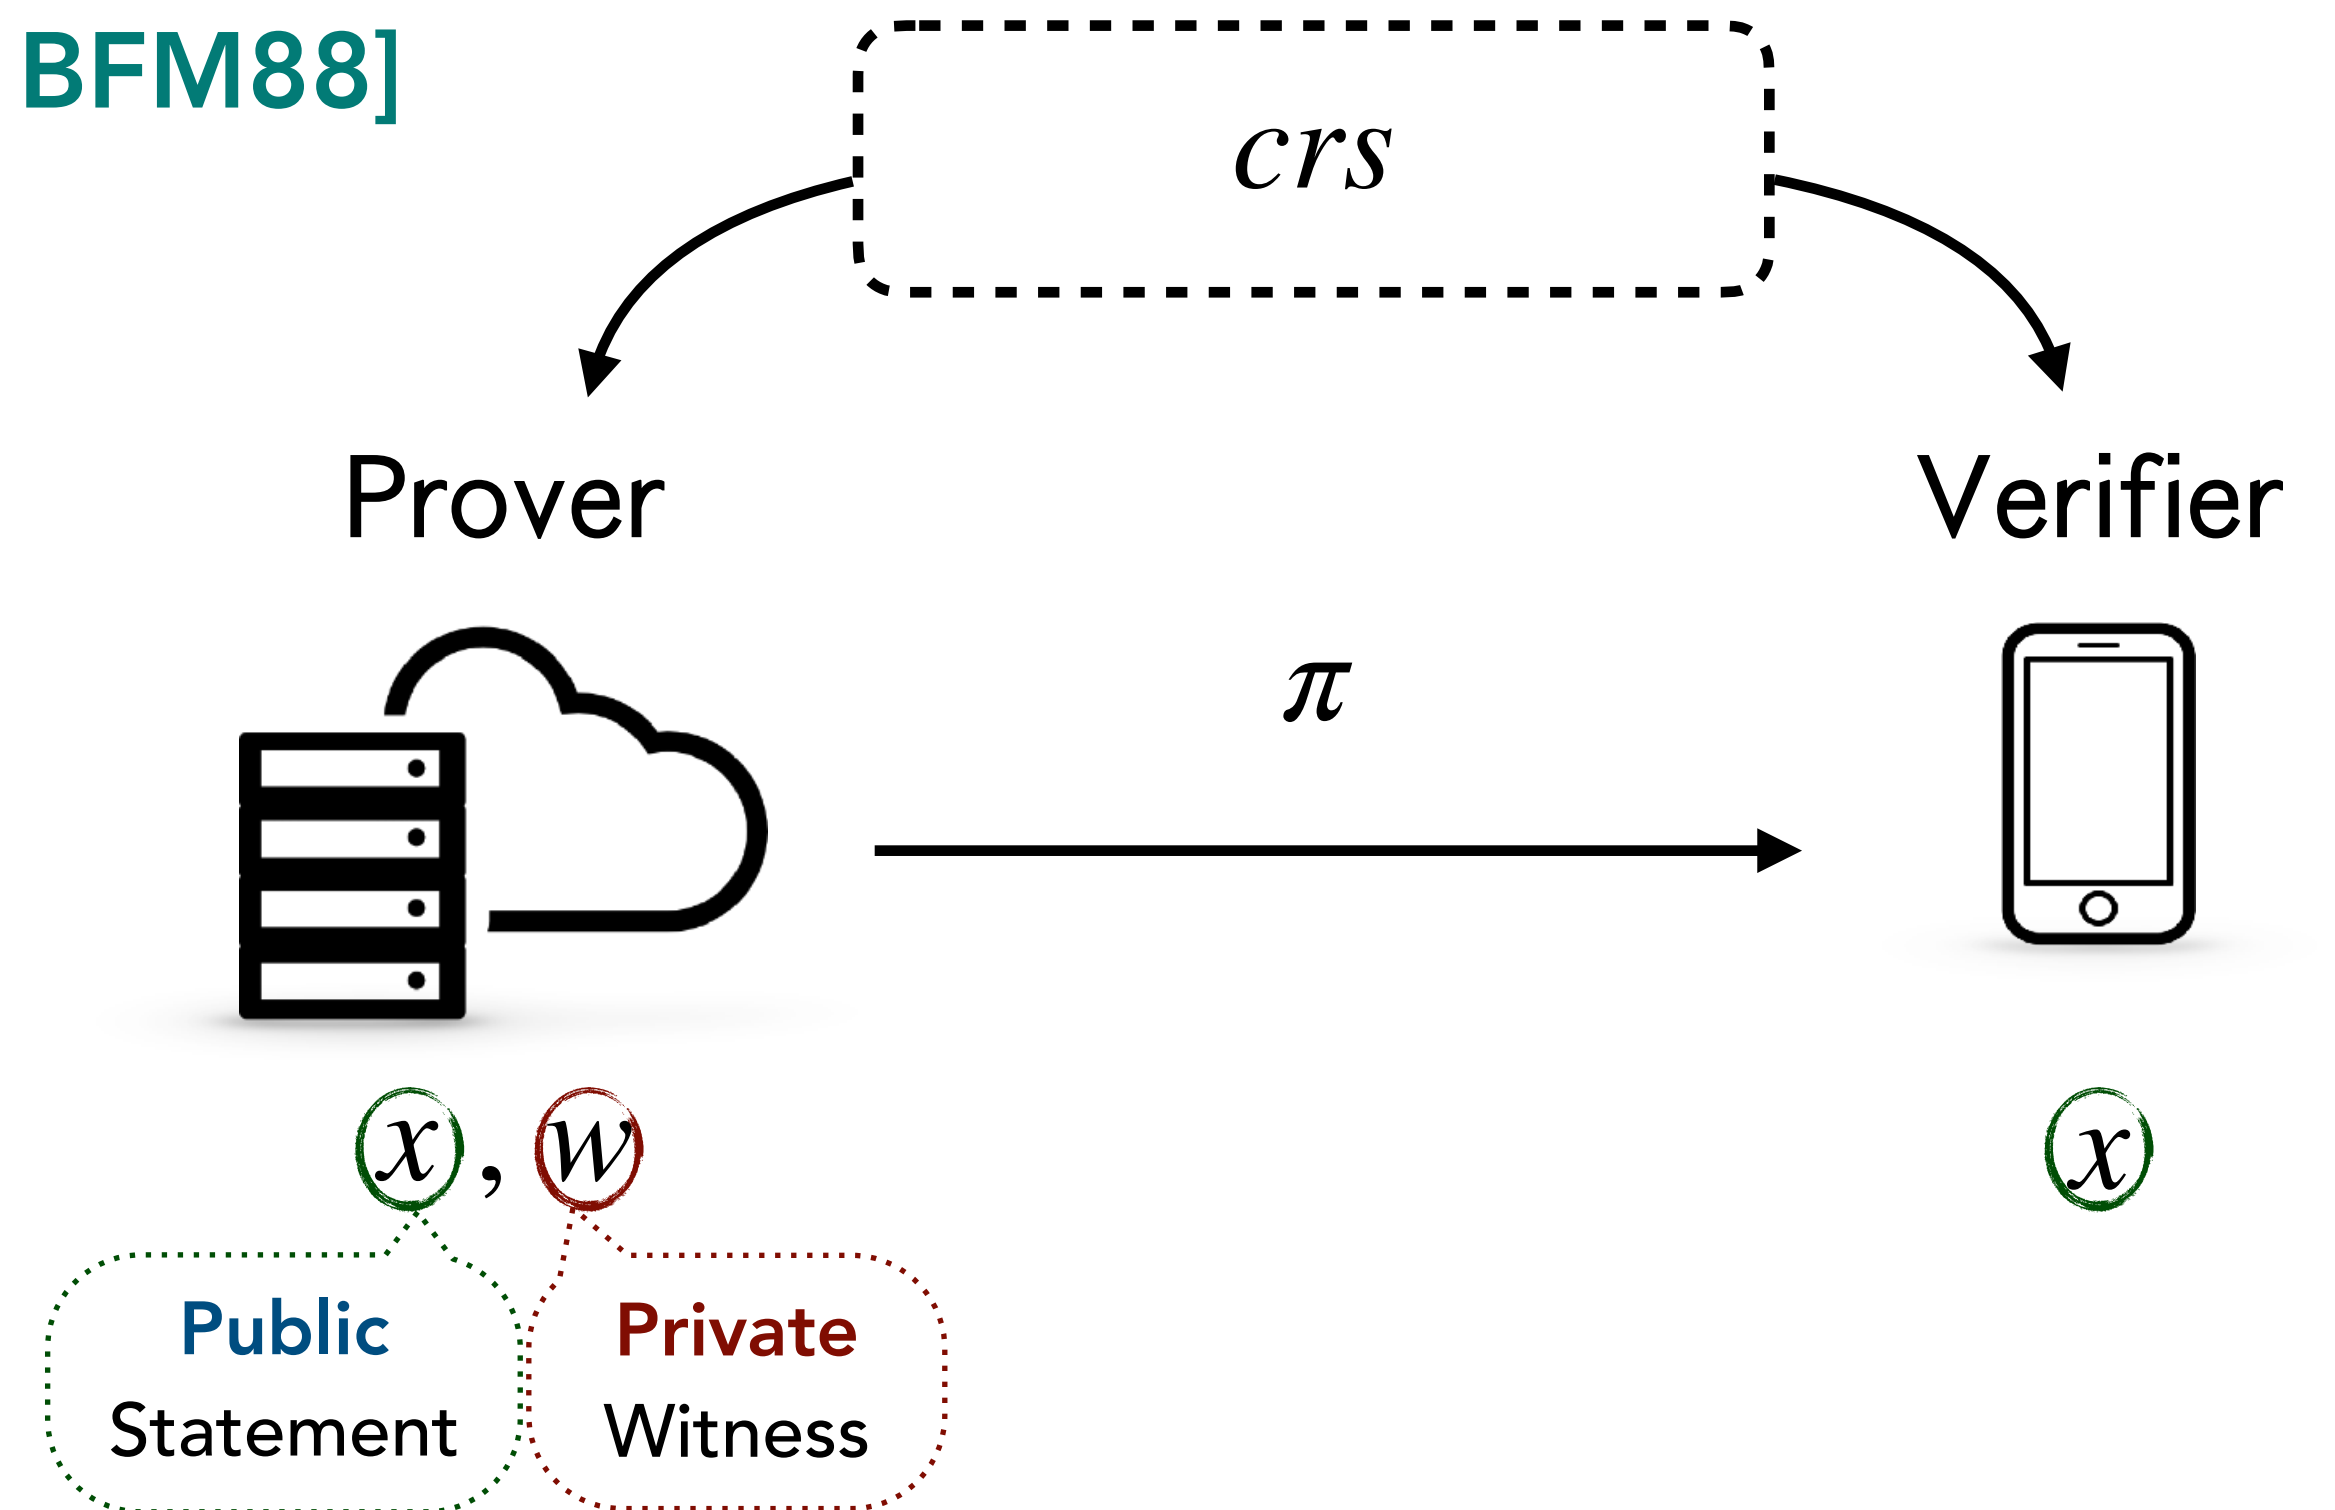 BFM88]
crs
Prover
Verifier
π
x , w
x
Public
Statement
Private
Witness